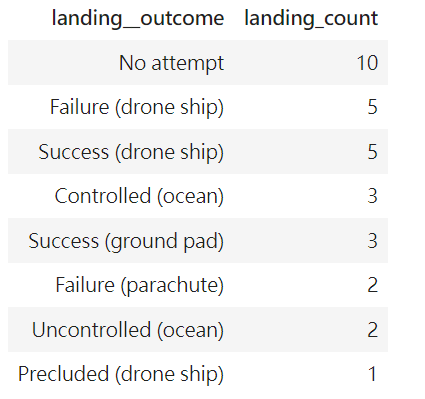 landing__outcome landing_count
No attempt 10
Failure (drone ship) 5
Success (drone ship) 5
Controlled (ocean) 3
Success (ground pad) 3
Failure (parachute) 2
Uncontrolled (ocean) 2
Precluded (drone ship) 1